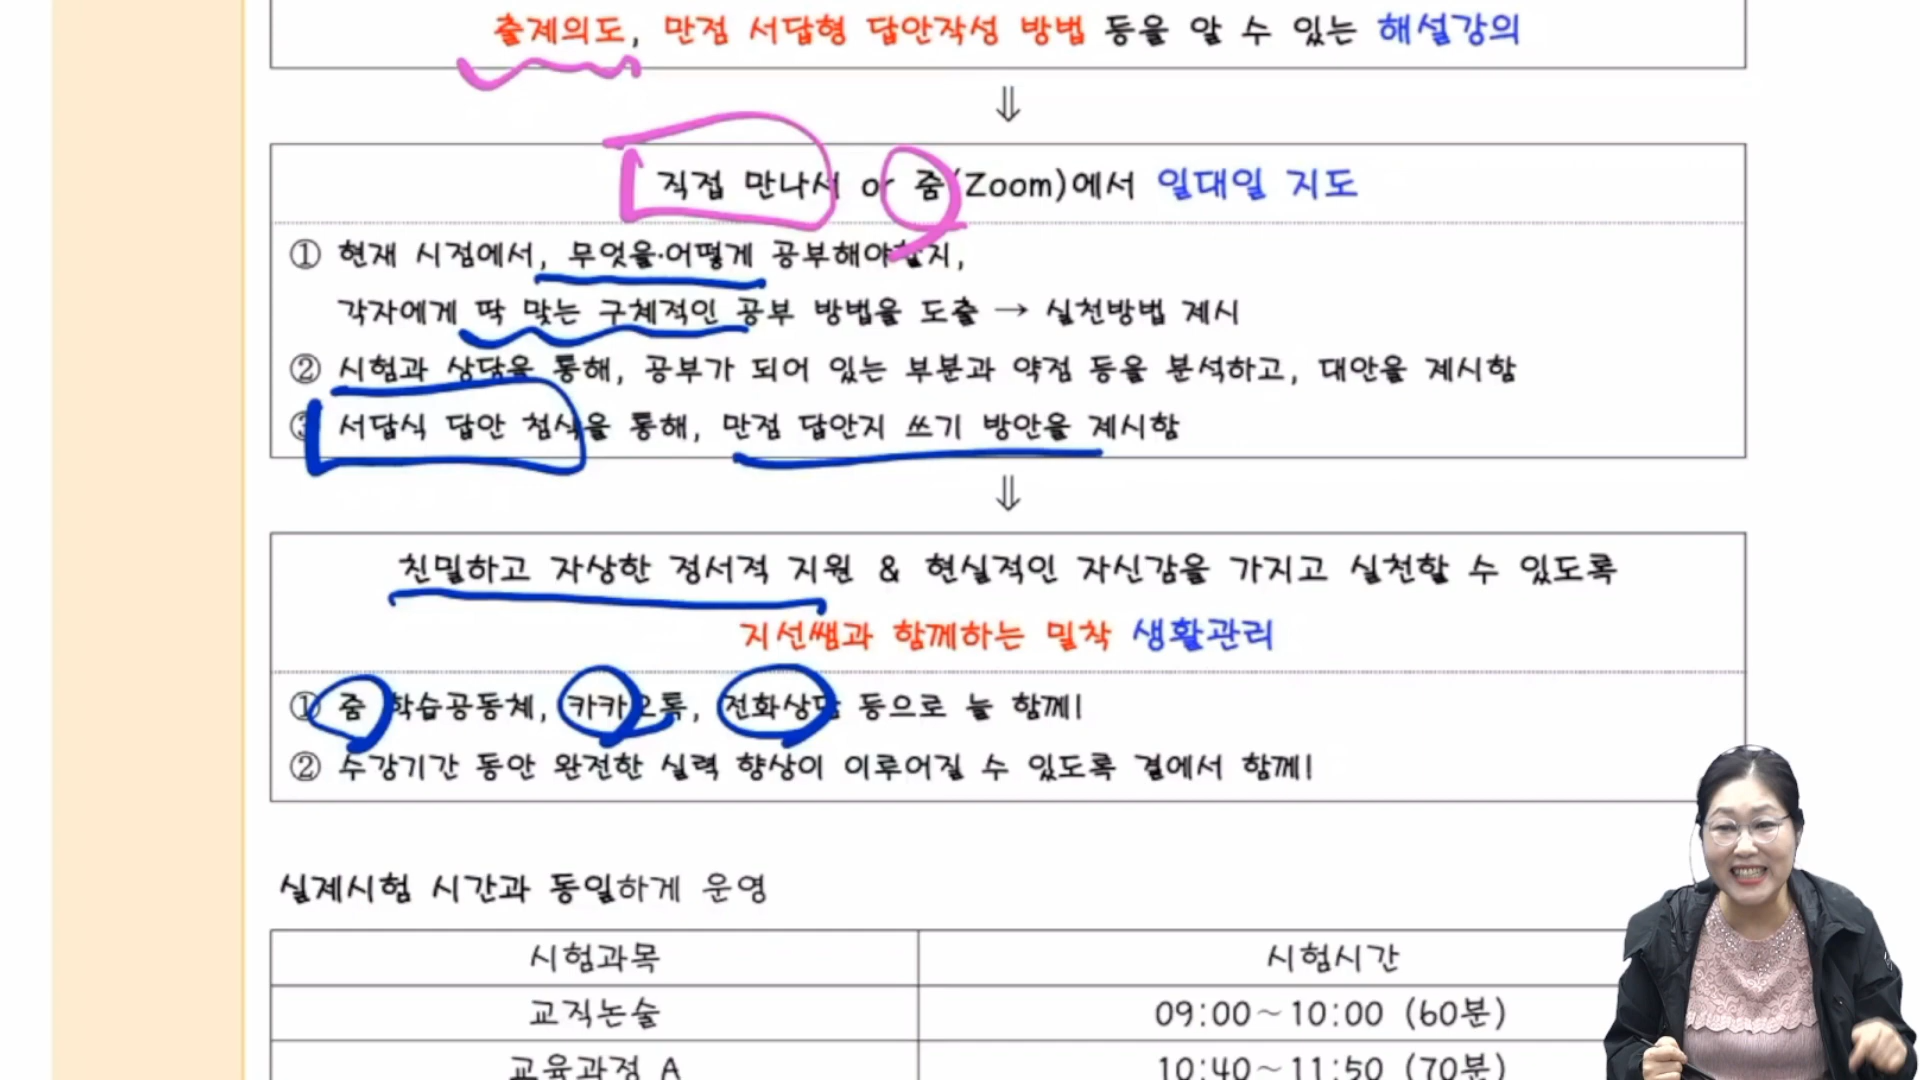 출제의도, 만점 서답형 답안작성 방법 등을 알 수 있는 해설강의
⇓
직접 만나서 or 줌(Zoom)에서 일대일 지도
① 현재 시점에서, 무엇을·어떻게 공부해야할지,
각자에게 딱 맞는 구체적인 공부 방법을 도출 → 실천방법 제시
② 시험과 상담을 통해, 공부가 되어 있는 부분과 약점 등을 분석하고, 대안을 제시함
③ 서답식 답안 첨삭을 통해, 만점 답안지 쓰기 방안을 제시함
⇓
친밀하고 자상한 정서적 지원 & 현실적인 자신감을 가지고 실천할 수 있도록
지선쌤과 함께하는 밀착 생활관리
① 줌 학습공동체, 카카오톡, 전화상담 등으로 늘 함께!
② 수강기간 동안 완전한 실력 향상이 이루어질 수 있도록 곁에서 함께!
실제시험 시간과 동일하게 운영
시험과목 시험시간
교직논술 09:00~10:00 (60분)
교육과정 A 10:40~11:50 (70분)